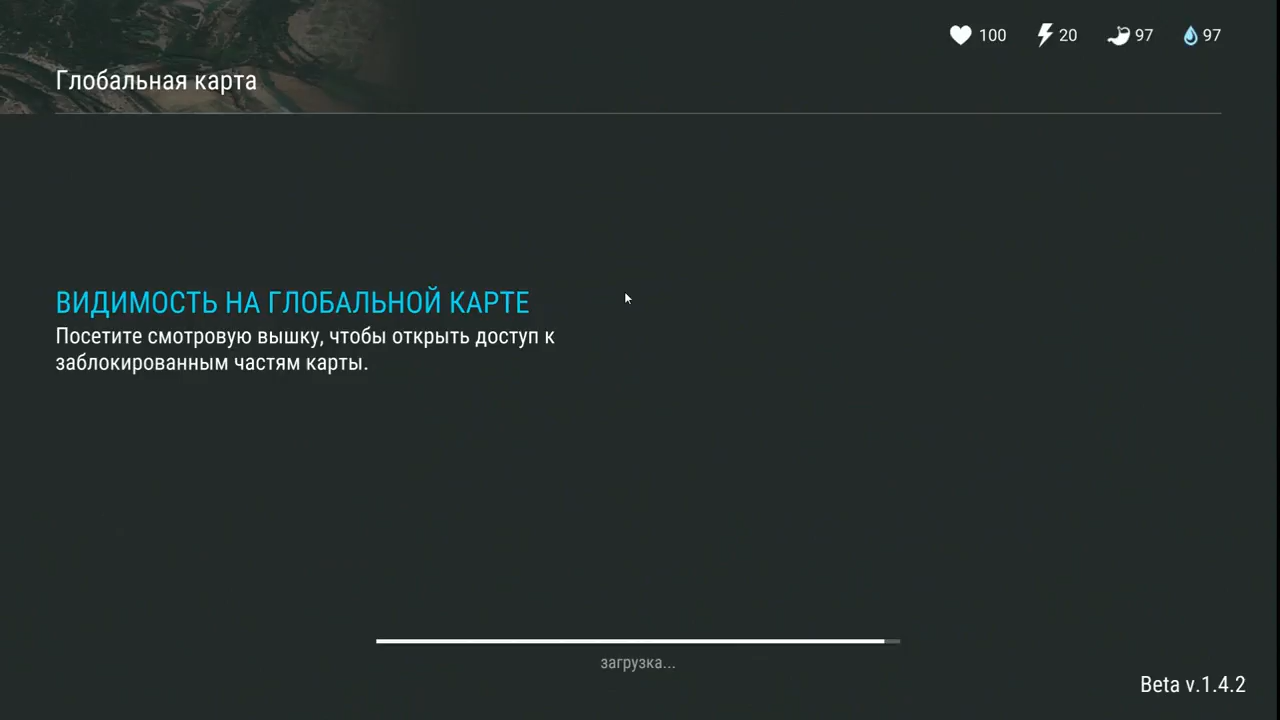 100 20 97 97
Глобальная карта
ВИДИМОСТЬ НА ГЛОБАЛЬНОЙ КАРТЕ
Посетите смотровую вышку, чтобы открыть доступ к
заблокированным частям карты.
загрузка...
Beta v.1.4.2